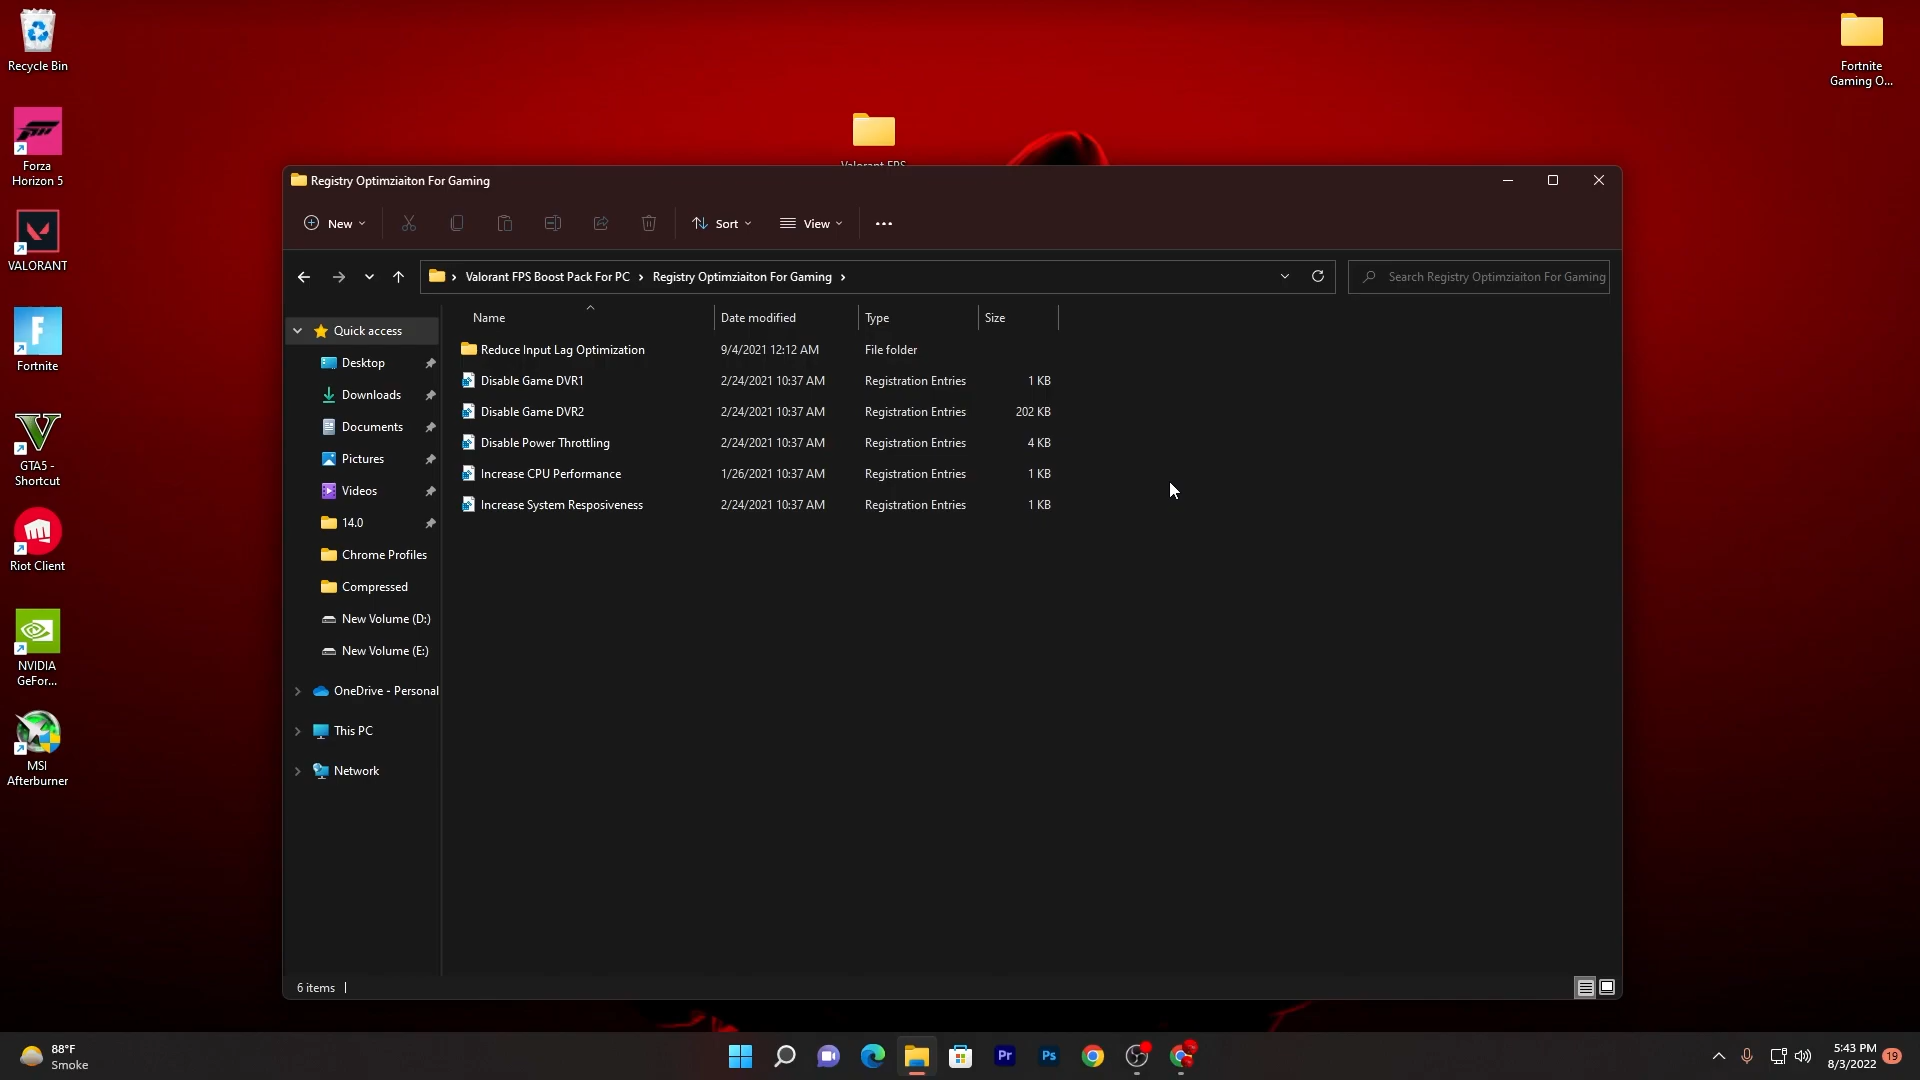 Recycle Bin
Forza
Horizon 5
VALORANT
Fortnite
GTA5 -
Shortcut
Riot Client
NVIDIA
GeFor...
MSI
Afterburner
Fortnite
Gaming O...
Valorant FPS
Registry Optimziaiton For Gaming
New
Sort
View
Valorant FPS Boost Pack For PC
Registry Optimziaiton For Gaming
Search Registry Optimziaiton For Gaming
Quick access
Desktop
Downloads
Documents
Pictures
Videos
14.0
Chrome Profiles
Compressed
New Volume (D:)
New Volume (E:)
OneDrive - Personal
This PC
Network
Name Date modified Type Size
Reduce Input Lag Optimization 9/4/2021 12:12 AM File folder
Disable Game DVR1 2/24/2021 10:37 AM Registration Entries 1 KB
Disable Game DVR2 2/24/2021 10:37 AM Registration Entries 202 KB
Disable Power Throttling 2/24/2021 10:37 AM Registration Entries 4 KB
Increase CPU Performance 1/26/2021 10:37 AM Registration Entries 1 KB
Increase System Resposiveness 2/24/2021 10:37 AM Registration Entries 1 KB
6 items
88°F
Smoke
Pr
Ps
5:43 PM
8/3/2022
19